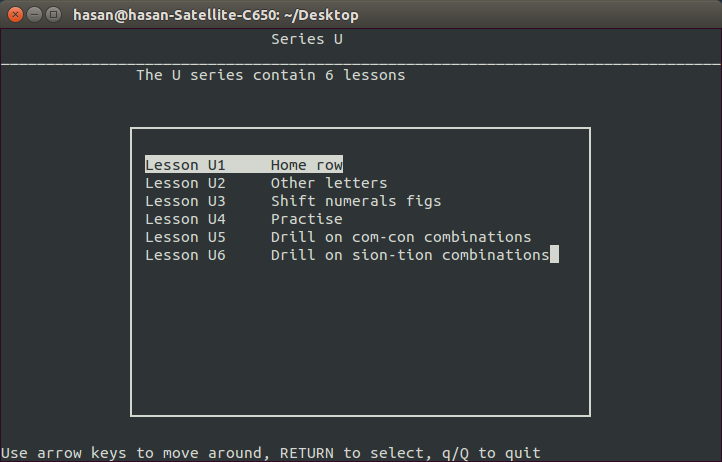 hasan@hasan-Satellite-C650: ~/Desktop
Series U
The U series contain 6 lessons
Lesson U1 Home row
Lesson U2 Other letters
Lesson U3 Shift numerals figs
Lesson U4 Practise
Lesson U5 Drill on com-con combinations
Lesson U6 Drill on sion-tion combinations
Use arrow keys to move around, RETURN to select, q/Q to quit